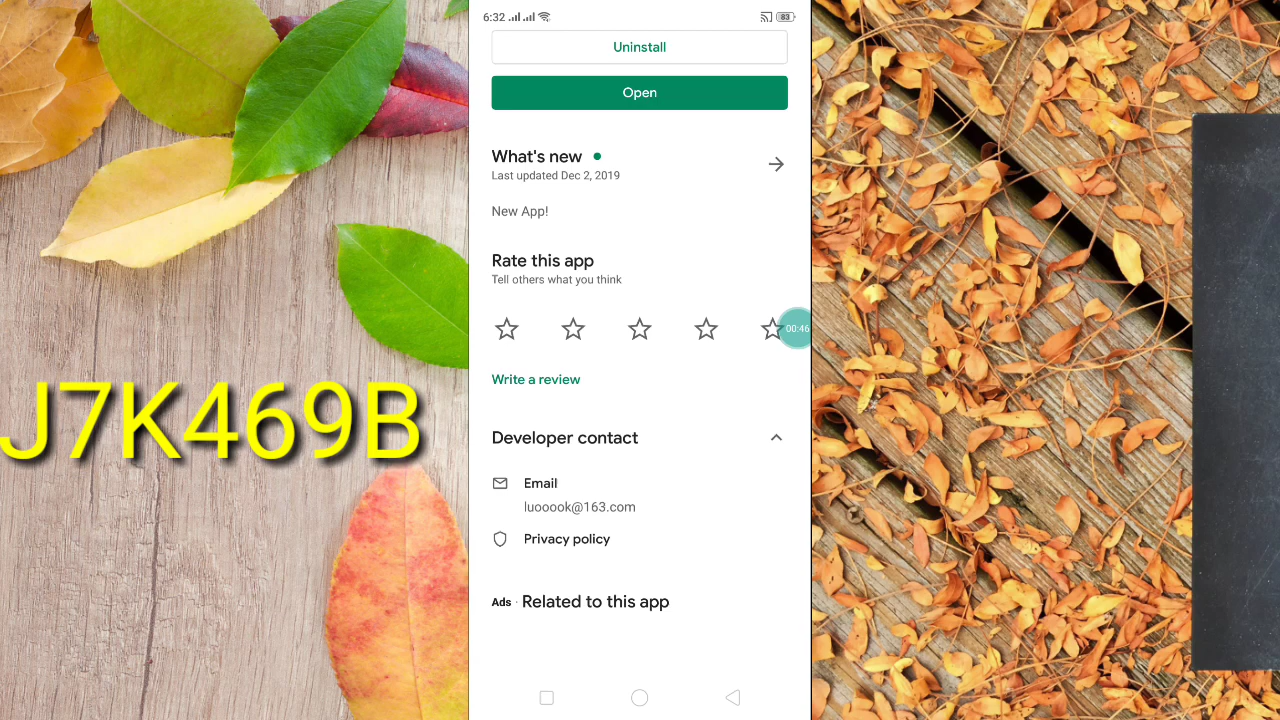 J7K469B
6:32
83
Uninstall
Open
What's new
Last updated Dec 2, 2019
New App!
Rate this app
Tell others what you think
00:46
Write a review
Developer contact
Email
luooook@163.com
Privacy policy
Ads · Related to this app